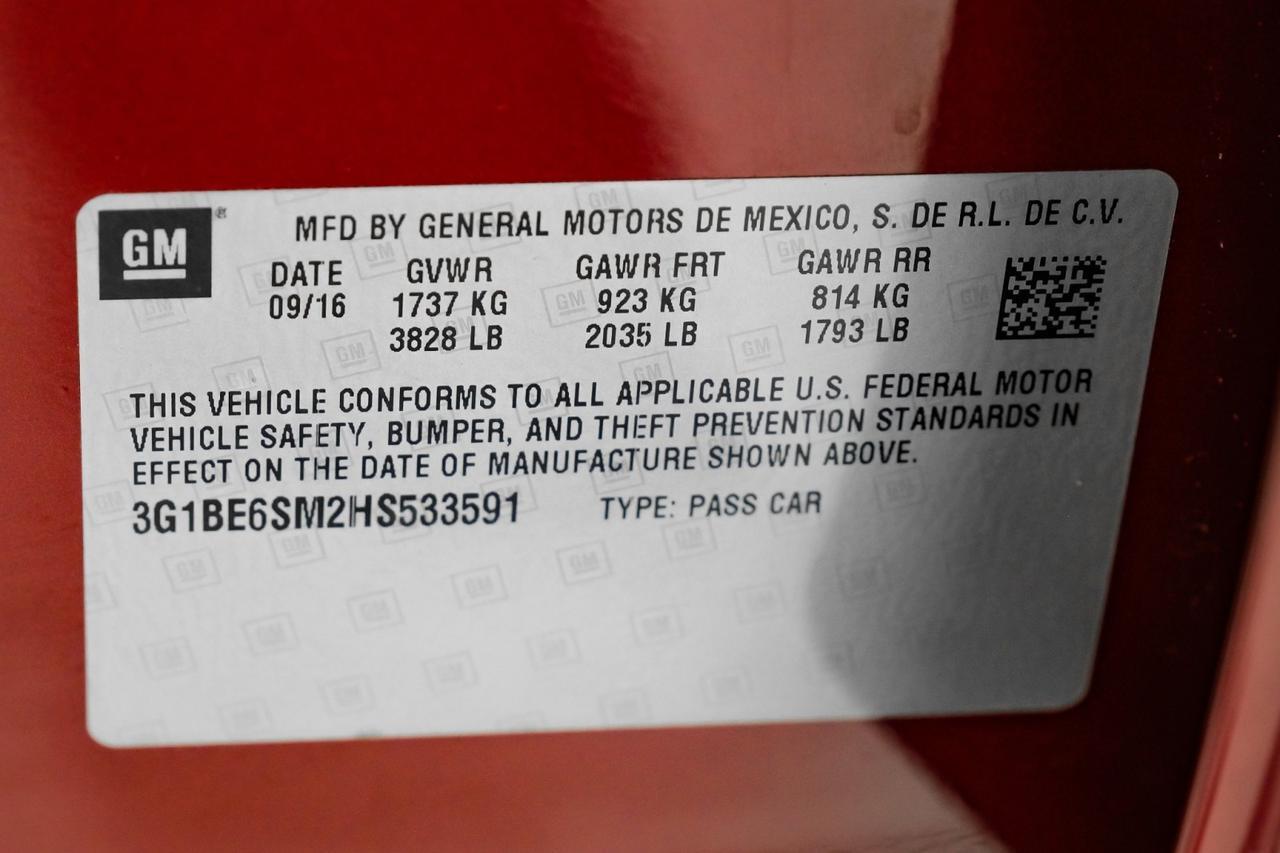 GM ® MFD BY GENERAL MOTORS DE MEXICO, S. DE R.L. DE C.V.
DATE GVWR GAWR FRT GAWR RR
09/16 1737 KG 923 KG 814 KG
3828 LB 2035 LB 1793 LB
THIS VEHICLE CONFORMS TO ALL APPLICABLE U.S. FEDERAL MOTOR
VEHICLE SAFETY, BUMPER, AND THEFT PREVENTION STANDARDS IN
EFFECT ON THE DATE OF MANUFACTURE SHOWN ABOVE.
3G1BE6SM2HS533591 TYPE: PASS CAR